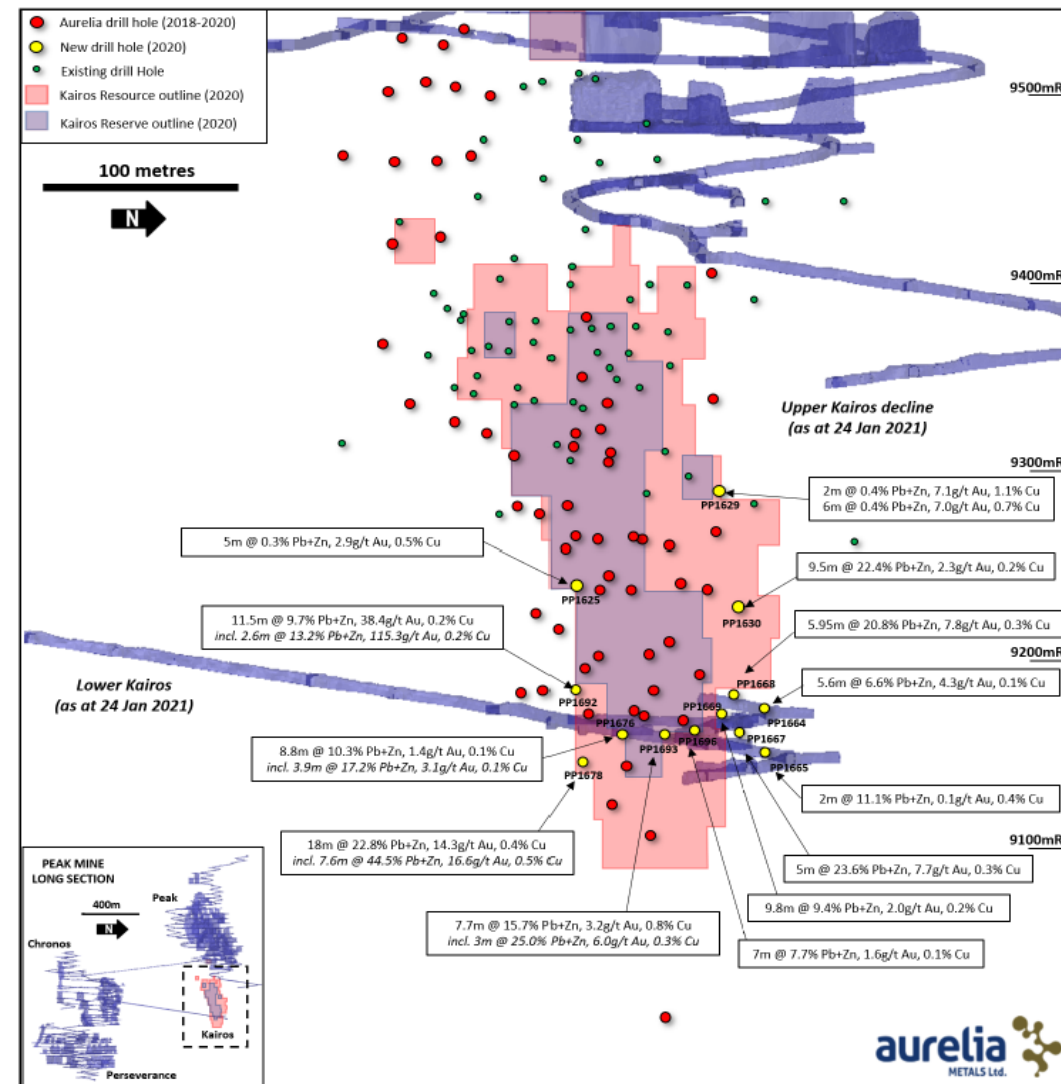 Aurelia drill hole (2018-2020)
New drill hole (2020)
Existing drill Hole
Kairos Resource outline (2020)
Kairos Reserve outline (2020)
100 metres
N
9500mR
9400mR
Upper Kairos decline
(as at 24 Jan 2021)
9300mR
2m @ 0.4% Pb+Zn, 7.1g/t Au, 1.1% Cu
6m @ 0.4% Pb+Zn, 7.0g/t Au, 0.7% Cu
PP1629
5m @ 0.3% Pb+Zn, 2.9g/t Au, 0.5% Cu
9.5m @ 22.4% Pb+Zn, 2.3g/t Au, 0.2% Cu
PP1625
PP1630
11.5m @ 9.7% Pb+Zn, 38.4g/t Au, 0.2% Cu
incl. 2.6m @ 13.2% Pb+Zn, 115.3g/t Au, 0.2% Cu
5.95m @ 20.8% Pb+Zn, 7.8g/t Au, 0.3% Cu
9200mR
Lower Kairos
(as at 24 Jan 2021)
PP1668
5.6m @ 6.6% Pb+Zn, 4.3g/t Au, 0.1% Cu
PP1692
PP1669
PP1664
PP1676
PP1696
PP1667
PP1693
8.8m @ 10.3% Pb+Zn, 1.4g/t Au, 0.1% Cu
incl. 3.9m @ 17.2% Pb+Zn, 3.1g/t Au, 0.1% Cu
PP1678
PP1665
2m @ 11.1% Pb+Zn, 0.1g/t Au, 0.4% Cu
18m @ 22.8% Pb+Zn, 14.3g/t Au, 0.4% Cu
incl. 7.6m @ 44.5% Pb+Zn, 16.6g/t Au, 0.5% Cu
9100mR
5m @ 23.6% Pb+Zn, 7.7g/t Au, 0.3% Cu
9.8m @ 9.4% Pb+Zn, 2.0g/t Au, 0.2% Cu
7.7m @ 15.7% Pb+Zn, 3.2g/t Au, 0.8% Cu
incl. 3m @ 25.0% Pb+Zn, 6.0g/t Au, 0.3% Cu
7m @ 7.7% Pb+Zn, 1.6g/t Au, 0.1% Cu
PEAK MINE
LONG SECTION
400m
N
Peak
Chronos
Kairos
Perseverance
aurelia
METALS Ltd.